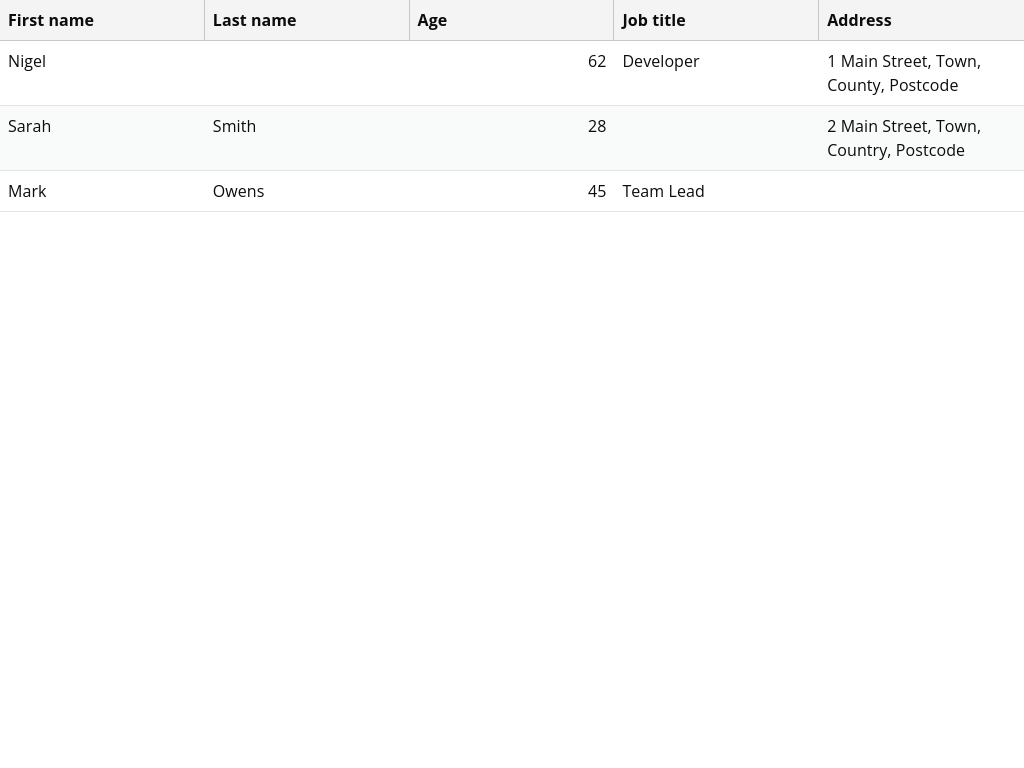 First name Last name Age Job title Address
Nigel 62 Developer 1 Main Street, Town,
County, Postcode
Sarah Smith 28 2 Main Street, Town,
Country, Postcode
Mark Owens 45 Team Lead